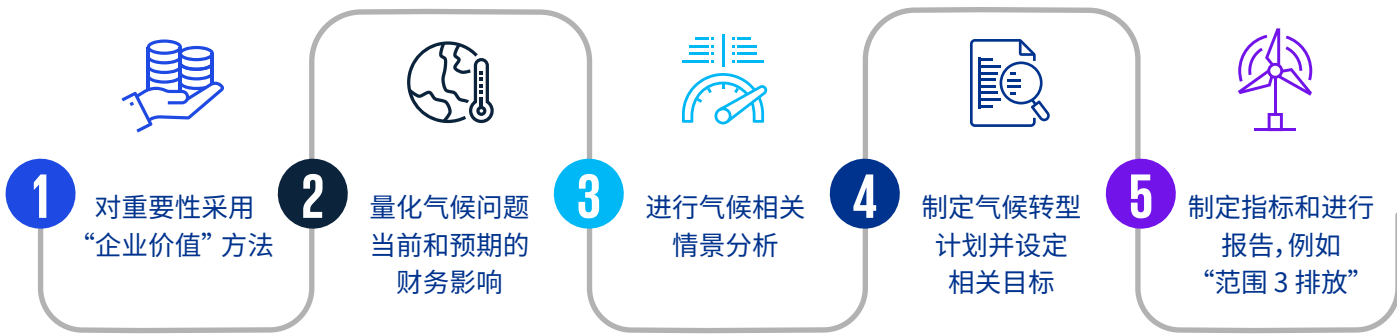 1
对重要性采用
“企业价值”方法
2
量化气候问题
当前和预期的
财务影响
3
进行气候相关
情景分析
4
制定气候转型
计划并设定
相关目标
5
制定指标和进行
报告，例如
“范围 3 排放”